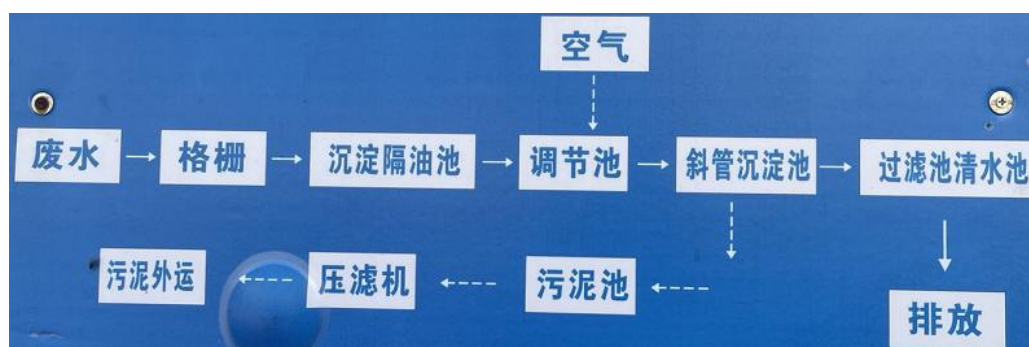 空气
废水
格栅
沉淀隔油池
调节池
斜管沉淀池
过滤池清水池
污泥外运
压滤机
污泥池
排放